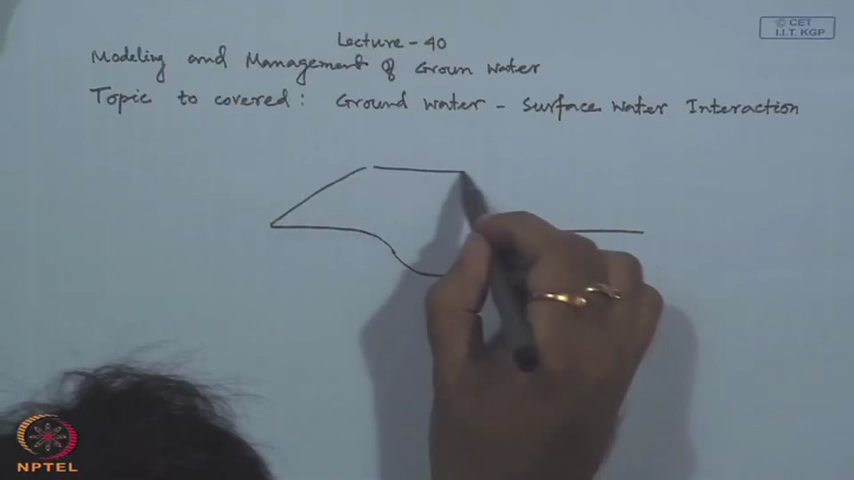 © CET
I.I.T. KGP
Lecture - 40
Modeling and Management of Groun Water
Topic to covered : Ground Water - Surface Water Interaction
NPTEL